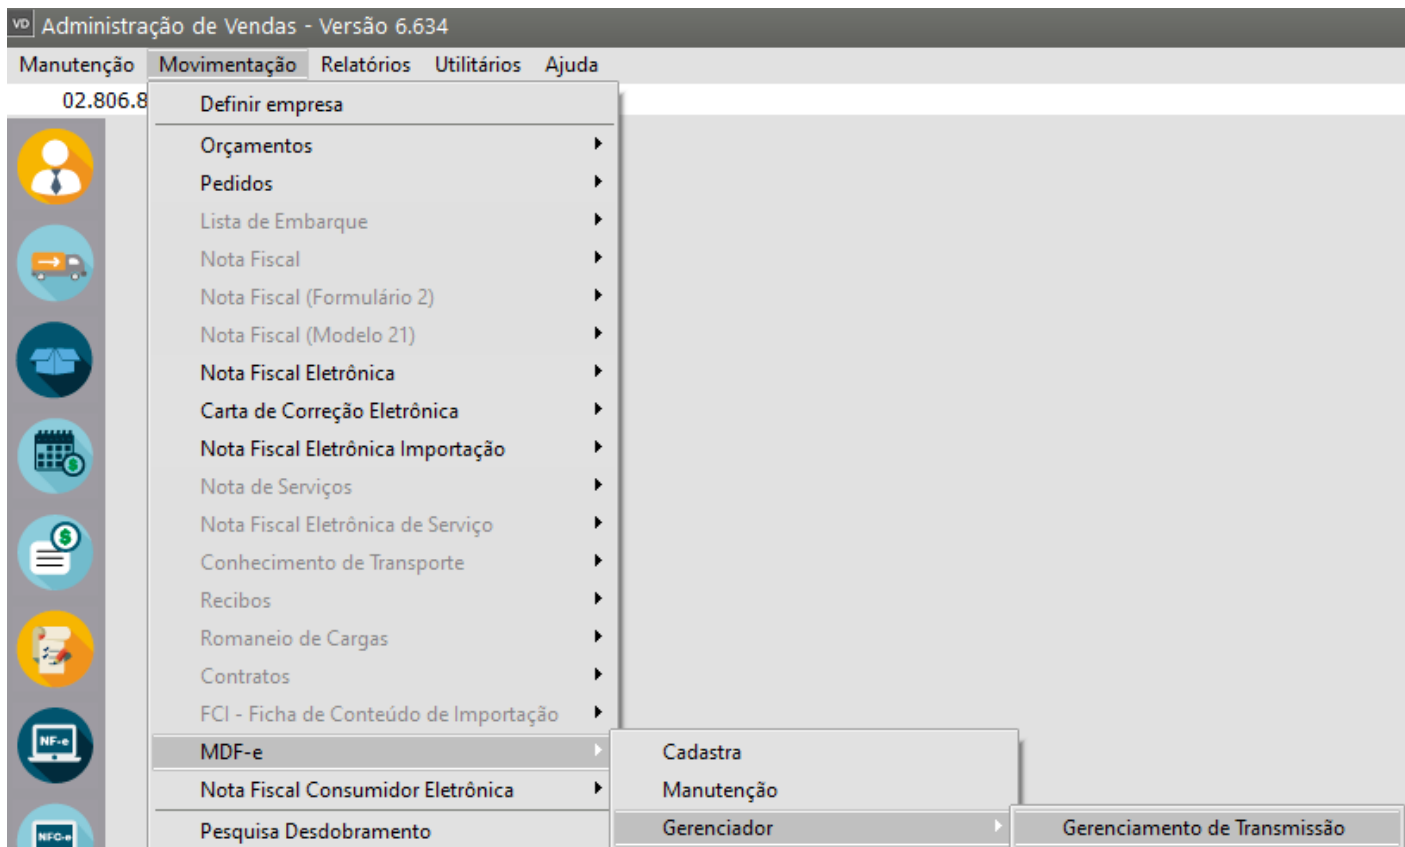 VD Administração de Vendas - Versão 6.634
Manutenção Movimentação Relatórios Utilitários Ajuda
02.806.8
Definir empresa
Orçamentos
Pedidos
Lista de Embarque
Nota Fiscal
Nota Fiscal (Formulário 2)
Nota Fiscal (Modelo 21)
Nota Fiscal Eletrônica
Carta de Correção Eletrônica
Nota Fiscal Eletrônica Importação
Nota de Serviços
Nota Fiscal Eletrônica de Serviço
Conhecimento de Transporte
Recibos
Romaneio de Cargas
Contratos
FCI - Ficha de Conteúdo de Importação
NF-e
MDF-e Cadastra
Nota Fiscal Consumidor Eletrônica Manutenção
NFC-e Pesquisa Desdobramento Gerenciador Gerenciamento de Transmissão